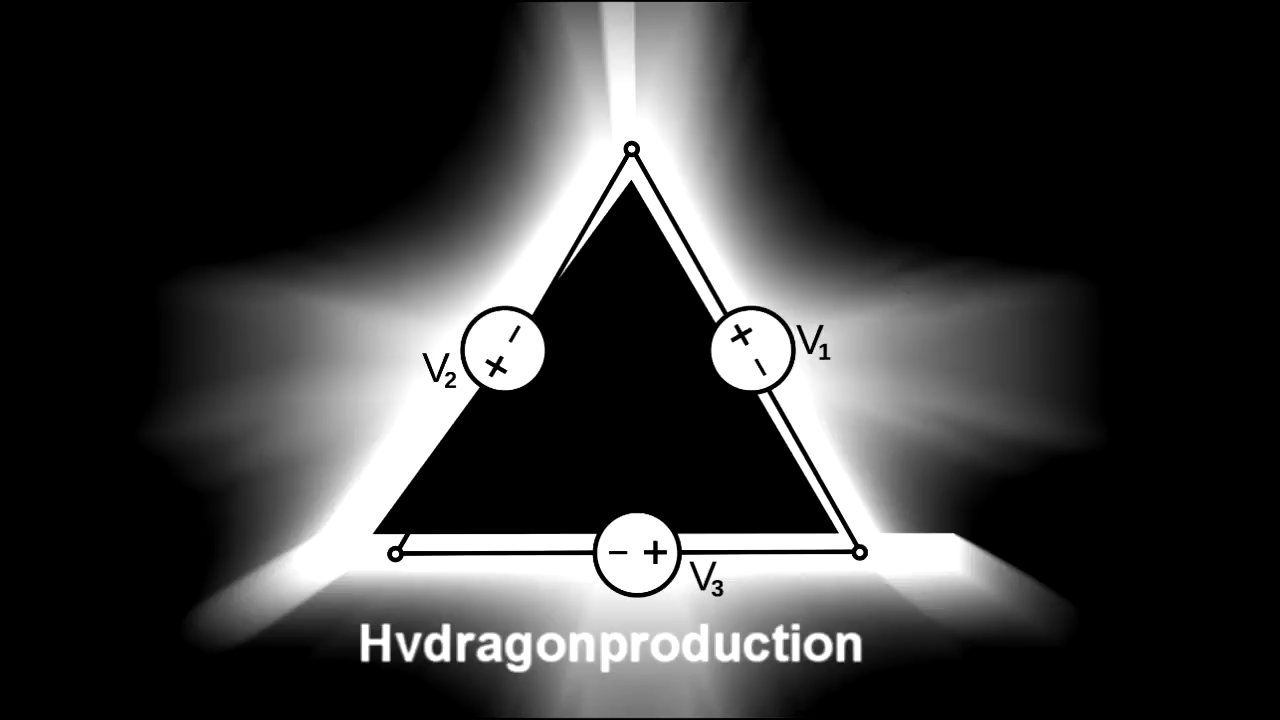 − + V₁
V₂ + −
− + V₃
Hvdragonproduction